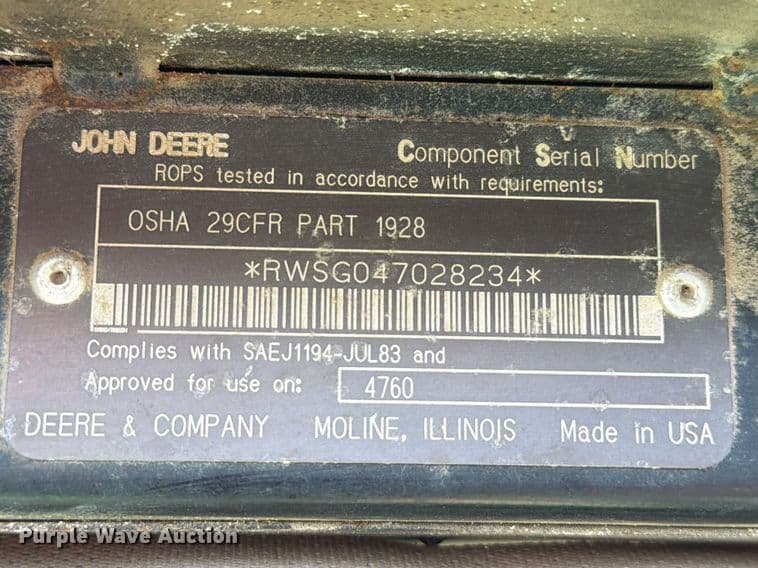 JOHN DEERE Component Serial Number
ROPS tested in accordance with requirements:
OSHA 29CFR PART 1928
*RWSG047028234*
Complies with SAEJ1194-JUL83 and
Approved for use on: 4760
DEERE & COMPANY MOLINE, ILLINOIS Made in USA
Purple Wave Auction